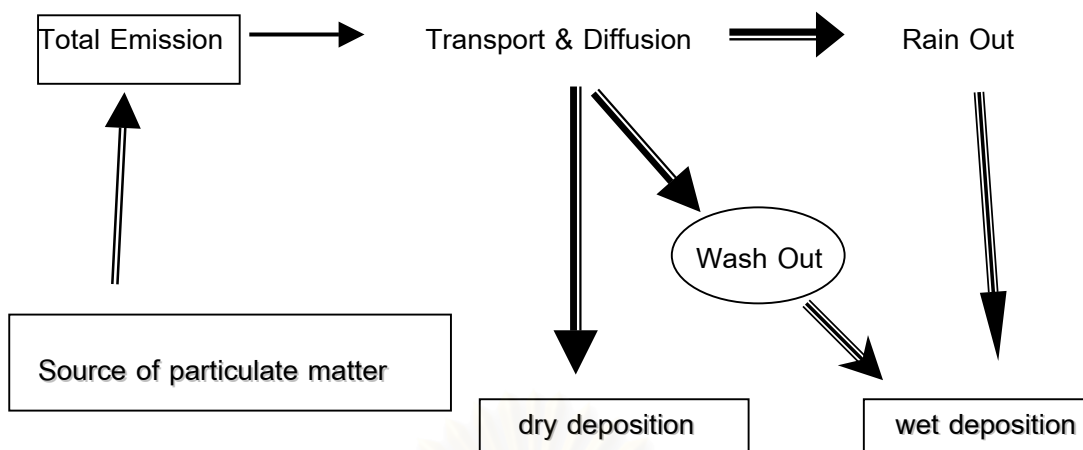 Total Emission
Transport & Diffusion
Rain Out
Wash Out
Source of particulate matter
dry deposition
wet deposition